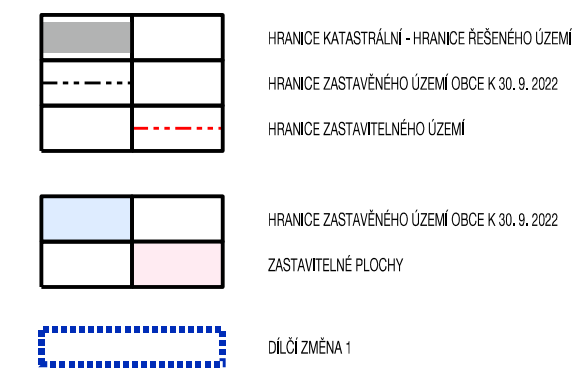 HRANICE KATASTRÁLNÍ - HRANICE ŘEŠENÉHO ÚZEMÍ
HRANICE ZASTAVĚNÉHO ÚZEMÍ OBCE K 30. 9. 2022
HRANICE ZASTAVITELNÉHO ÚZEMÍ
HRANICE ZASTAVĚNÉHO ÚZEMÍ OBCE K 30. 9. 2022
ZASTAVITELNÉ PLOCHY
DÍLČÍ ZMĚNA 1